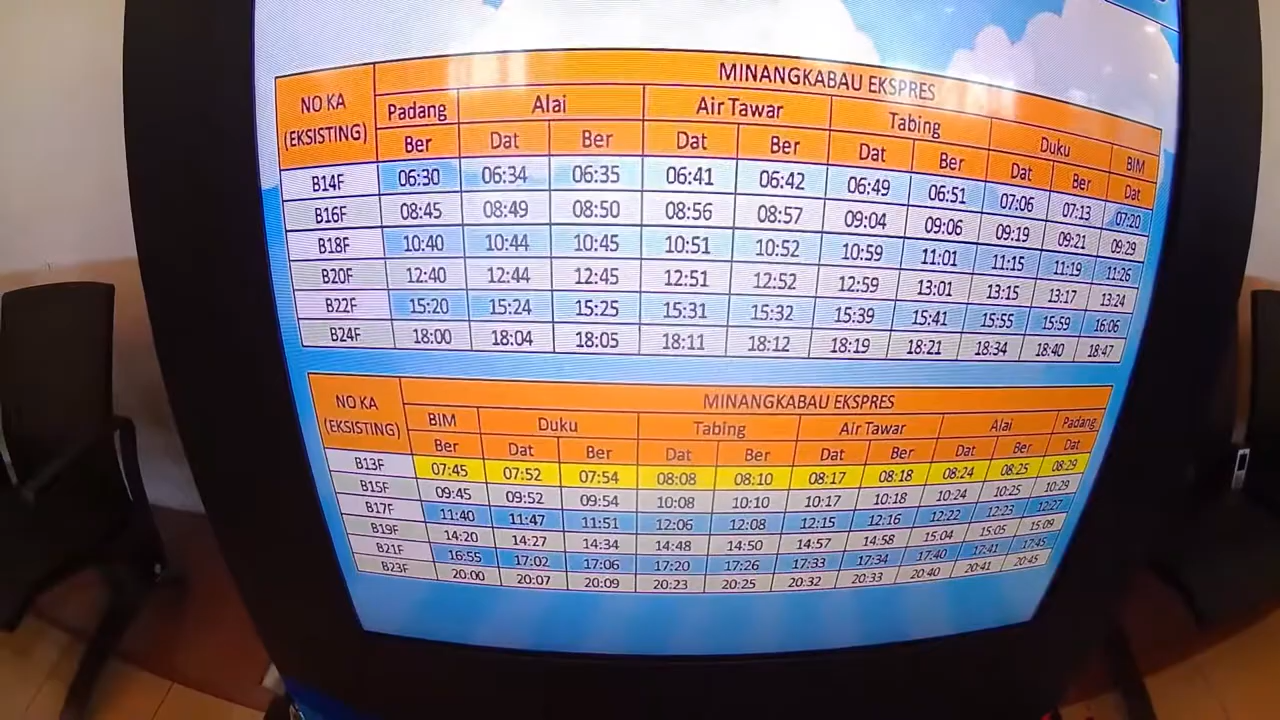 MINANGKABAU EKSPRES
NO KA (EKSISTING) Padang Alai Air Tawar Tabing Duku BIM
Ber Dat Ber Dat Ber Dat Ber Dat Ber Dat
B14F 06:30 06:34 06:35 06:41 06:42 06:49 06:51 07:06 07:13 07:20
B16F 08:45 08:49 08:50 08:56 08:57 09:04 09:06 09:19 09:21 09:29
B18F 10:40 10:44 10:45 10:51 10:52 10:59 11:01 11:15 11:19 11:26
B20F 12:40 12:44 12:45 12:51 12:52 12:59 13:01 13:15 13:17 13:24
B22F 15:20 15:24 15:25 15:31 15:32 15:39 15:41 15:55 15:59 16:06
B24F 18:00 18:04 18:05 18:11 18:12 18:19 18:21 18:34 18:40 18:47
MINANGKABAU EKSPRES
NO KA (EKSISTING) BIM Duku Tabing Air Tawar Alai Padang
Ber Dat Ber Dat Ber Dat Ber Dat Ber Dat
B13F 07:45 07:52 07:54 08:08 08:10 08:17 08:18 08:24 08:25 08:29
B15F 09:45 09:52 09:54 10:08 10:10 10:17 10:18 10:24 10:25 10:29
B17F 11:40 11:47 11:51 12:06 12:08 12:15 12:16 12:22 12:23 12:27
B19F 14:20 14:27 14:34 14:48 14:50 14:57 14:58 15:04 15:05 15:09
B21F 16:55 17:02 17:06 17:20 17:26 17:33 17:34 17:40 17:41 17:45
B23F 20:00 20:07 20:09 20:23 20:25 20:32 20:33 20:40 20:41 20:45